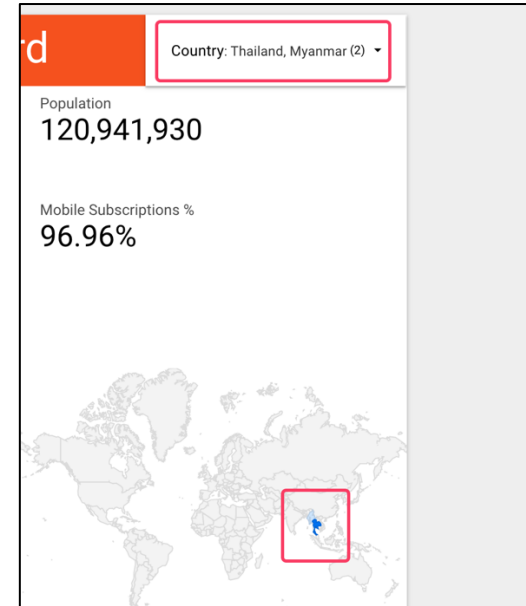 rd
Country: Thailand, Myanmar (2)
Population
120,941,930
Mobile Subscriptions %
96.96%